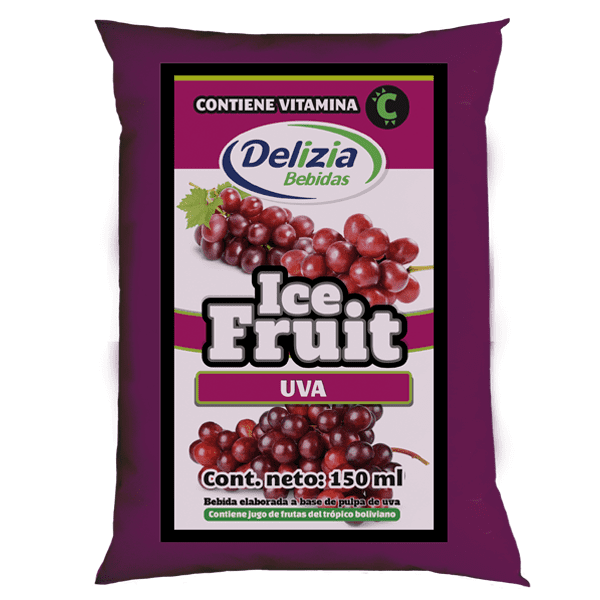 CONTIENE VITAMINA C
Delizia
Bebidas
Ice
Fruit
UVA
Cont. neto: 150 ml
Bebida elaborada a base de pulpa de uva
Contiene jugo de frutas del trópico boliviano